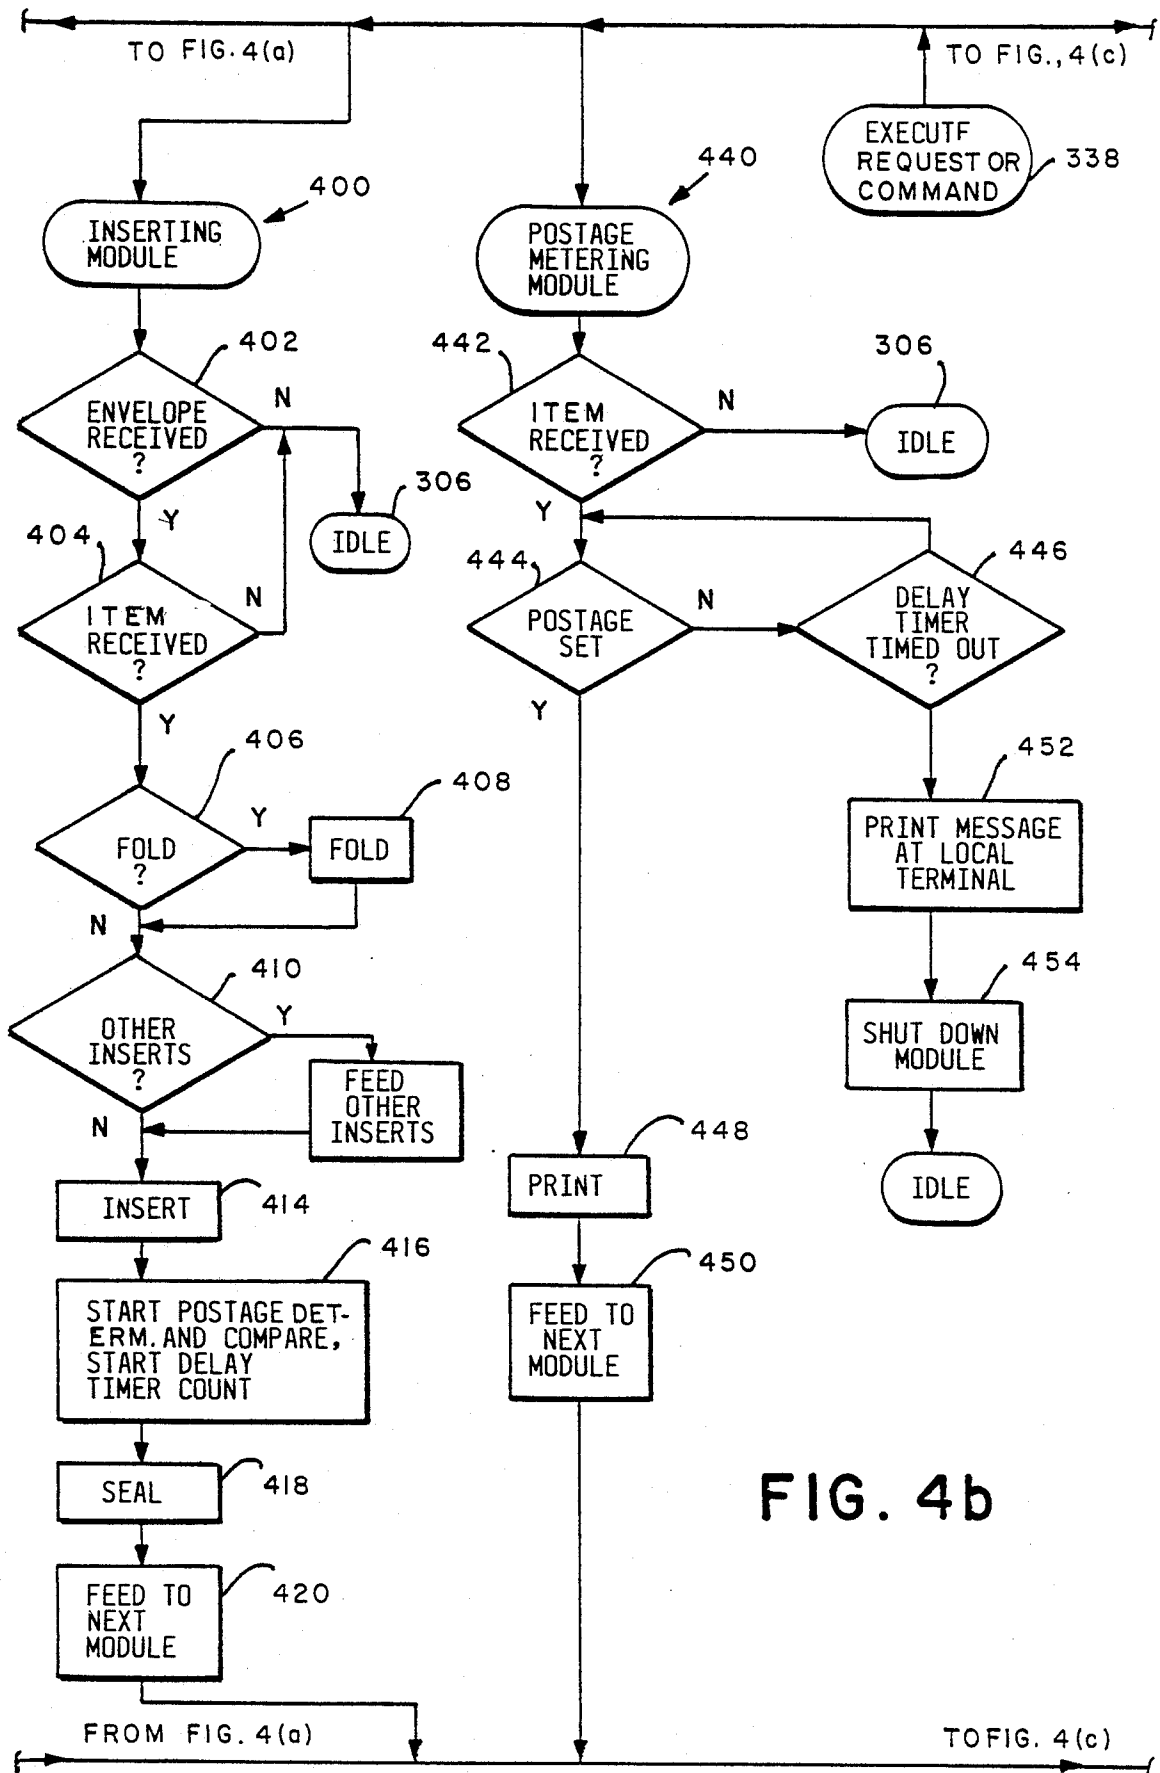 TO FIG. 4(a)
TO FIG., 4(c)
EXECUTF
REQUEST OR
COMMAND
338
400
INSERTING
MODULE
402
ENVELOPE
RECEIVED
?
N
Y
306
IDLE
404
ITEM
RECEIVED
?
N
Y
406
FOLD
?
Y
408
FOLD
N
410
OTHER
INSERTS
?
Y
FEED
OTHER
INSERTS
N
INSERT
414
416
START POSTAGE DET-
ERM. AND COMPARE,
START DELAY
TIMER COUNT
SEAL
418
FEED TO
NEXT
MODULE
420
440
POSTAGE
METERING
MODULE
442
ITEM
RECEIVED
?
N
306
IDLE
Y
444
POSTAGE
SET
N
446
DELAY
TIMER
TIMED OUT
?
Y
452
PRINT MESSAGE
AT LOCAL
TERMINAL
454
SHUT DOWN
MODULE
IDLE
448
PRINT
450
FEED TO
NEXT
MODULE
FIG. 4b
FROM FIG. 4(a)
TO FIG. 4(c)